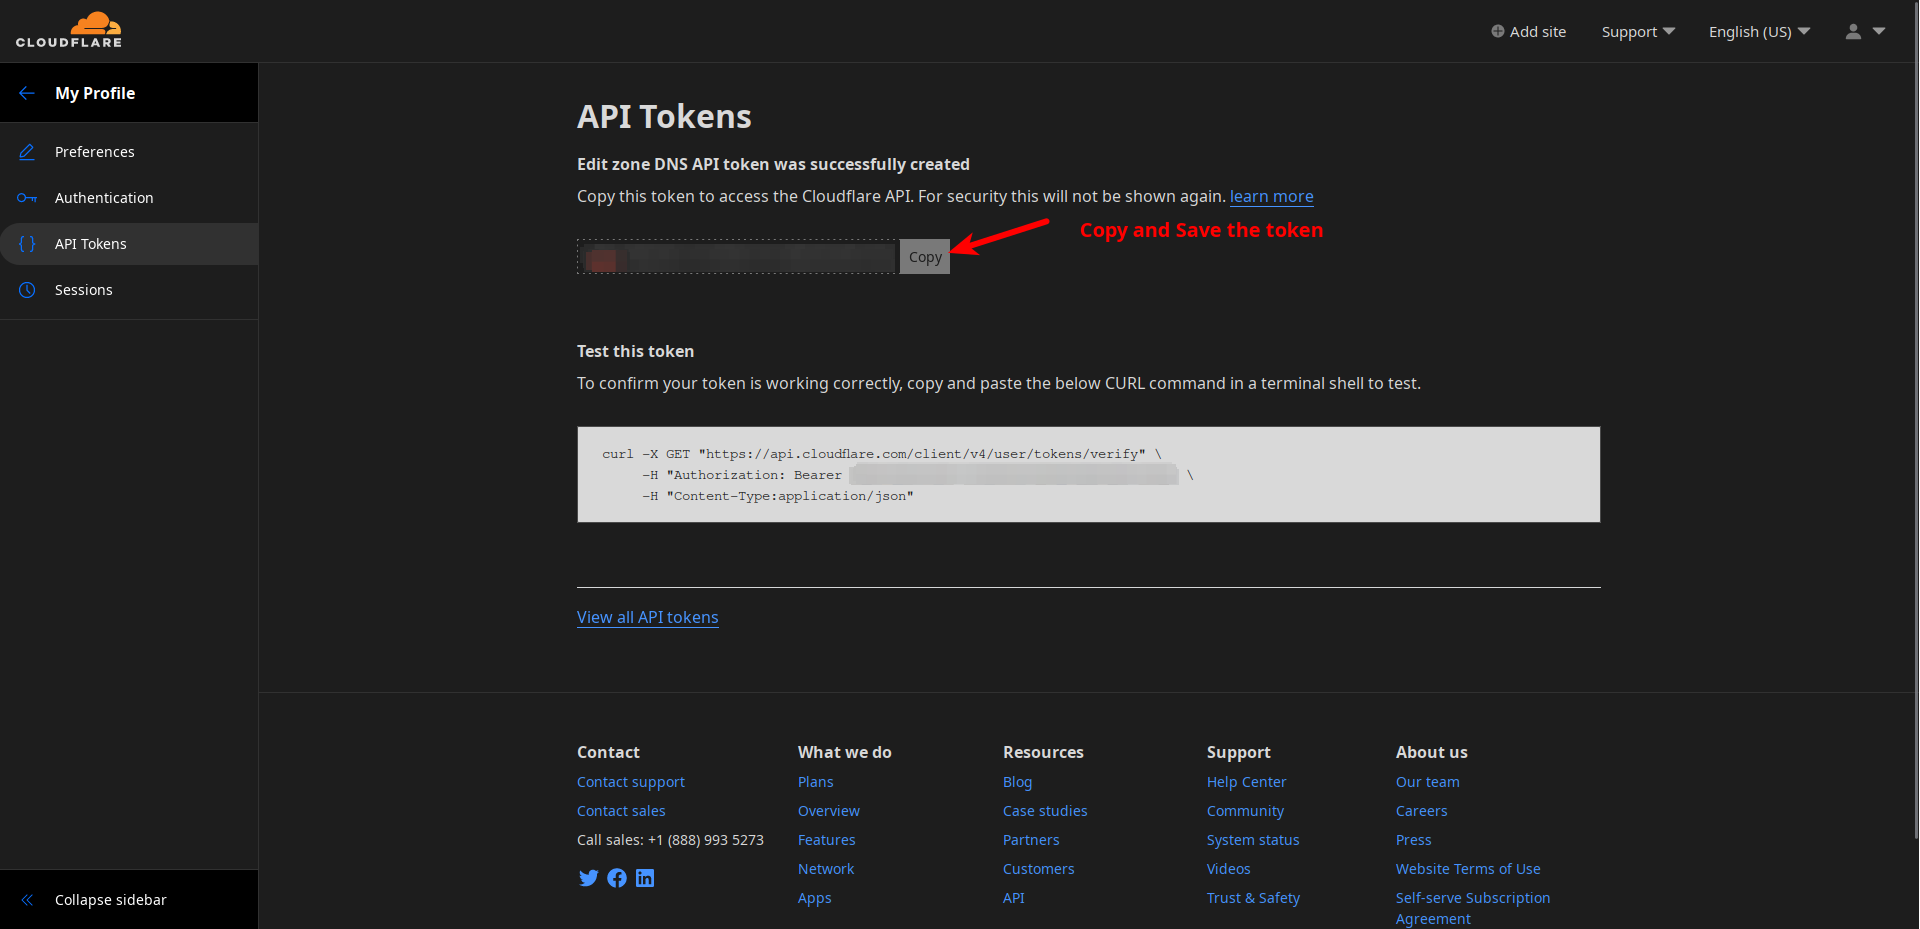 CLOUDFLARE
Add site
Support
English (US)
My Profile
Preferences
Authentication
{ } API Tokens
Sessions
Collapse sidebar
API Tokens
Edit zone DNS API token was successfully created
Copy this token to access the Cloudflare API. For security this will not be shown again. learn more
Copy and Save the token
Copy
Test this token
To confirm your token is working correctly, copy and paste the below CURL command in a terminal shell to test.
curl -X GET "https://api.cloudflare.com/client/v4/user/tokens/verify" \
-H "Authorization: Bearer \
-H "Content-Type:application/json"
View all API tokens
Contact
Contact support
Contact sales
Call sales: +1 (888) 993 5273
What we do
Plans
Overview
Features
Network
Apps
Resources
Blog
Case studies
Partners
Customers
API
Support
Help Center
Community
System status
Videos
Trust & Safety
About us
Our team
Careers
Press
Website Terms of Use
Self-serve Subscription
Agreement